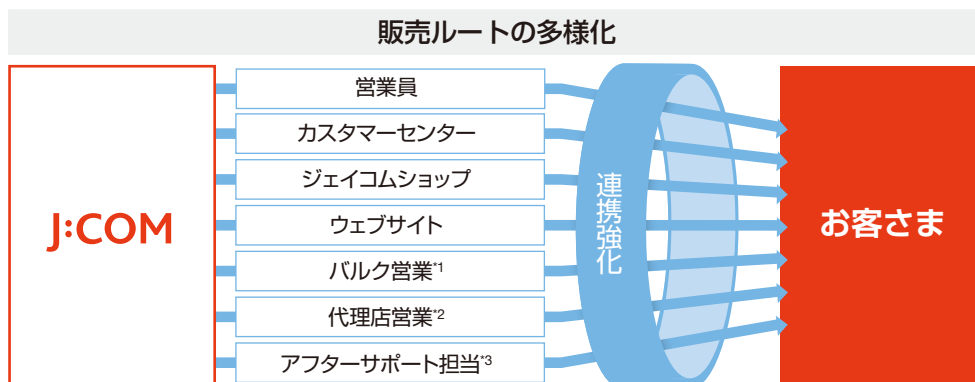 販売ルートの多様化
J:COM
営業員
カスタマーセンター
ジェイコムショップ
ウェブサイト
バルク営業*1
代理店営業*2
アフターサポート担当*3
連携強化
お客さま